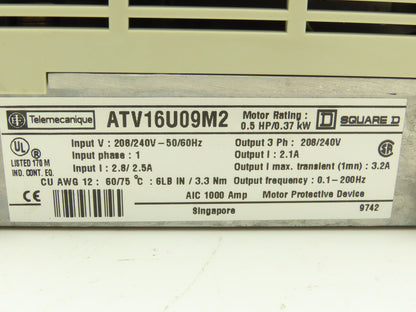 Telemecanique ATV16U09M2 Motor Rating : 0.5 HP/0.37 kW SQUARE D
UL LISTED 170 M IND. CONT. EQ.
Input V : 208/240V - 50/60Hz Output 3 Ph : 208/240V
Input phase : 1 Output I : 2.1A
Input I : 2.8/ 2.5A Output I max. transient (1mn) : 3.2A
CU AWG 12 : 60/75 °C : 6LB IN / 3.3 Nm Output frequency : 0.1-200Hz
CE AIC 1000 Amp Motor Protective Device
Singapore 9742